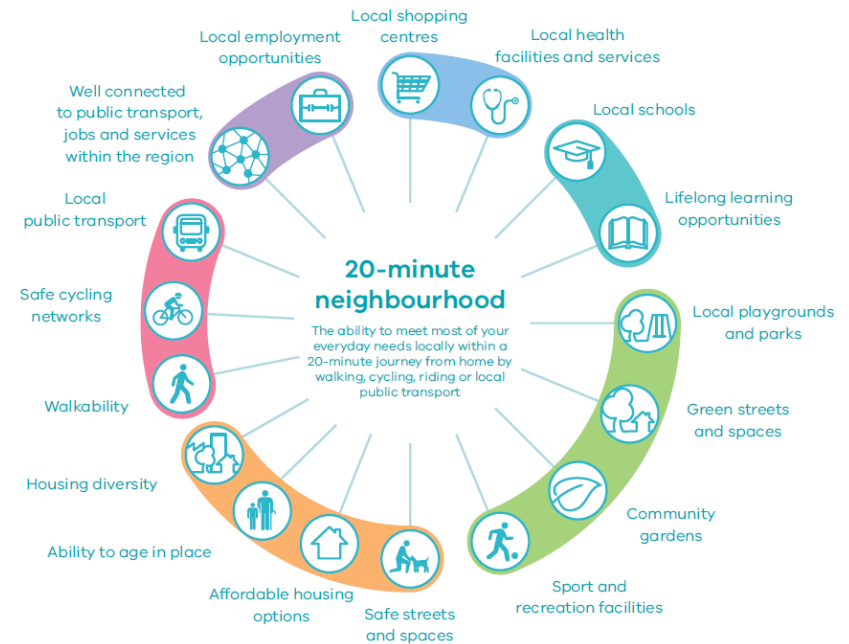 Local shopping
centres
Local health
facilities and services
Local schools
Lifelong learning
opportunities
Local playgrounds
and parks
Green streets
and spaces
Community
gardens
Sport and
recreation facilities
Safe streets
and spaces
Affordable housing
options
Ability to age in place
Housing diversity
Walkability
Safe cycling
networks
Local
public transport
Well connected
to public transport,
jobs and services
within the region
Local employment
opportunities
20-minute
neighbourhood
The ability to meet most of your
everyday needs locally within a
20-minute journey from home by
walking, cycling, riding or local
public transport